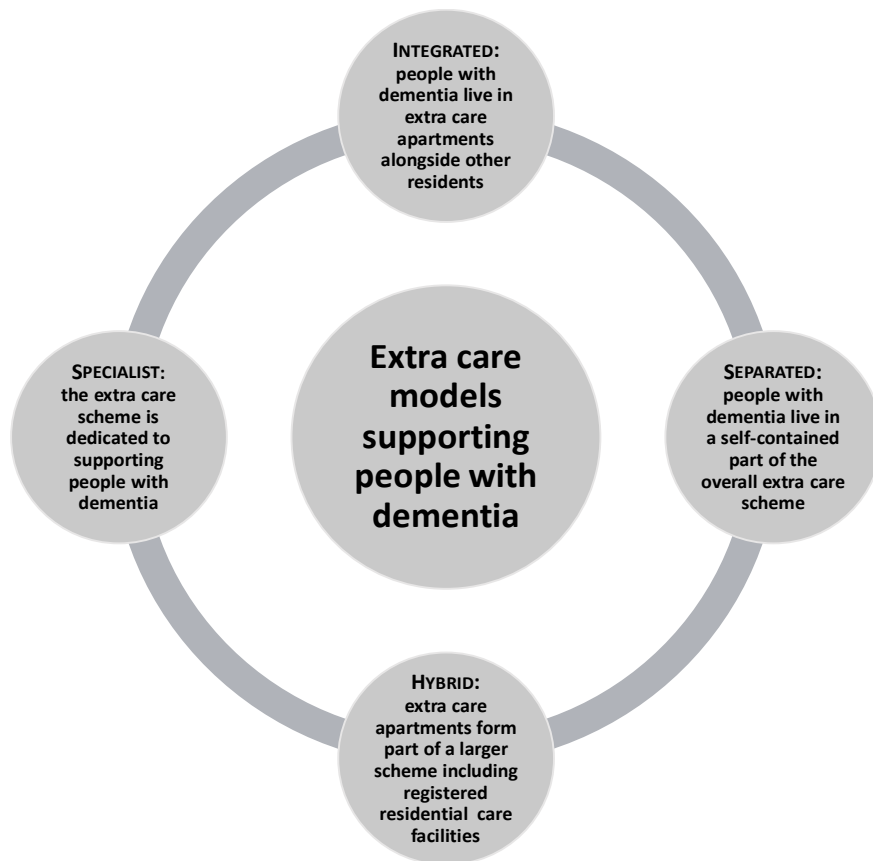 INTEGRATED:
people with
dementia live in
extra care
apartments
alongside other
residents
SPECIALIST:
the extra care
scheme is
dedicated to
supporting
people with
dementia
Extra care
models
supporting
people with
dementia
SEPARATED:
people with
dementia live in
a self-contained
part of the
overall extra care
scheme
HYBRID:
extra care
apartments form
part of a larger
scheme including
registered
residential care
facilities